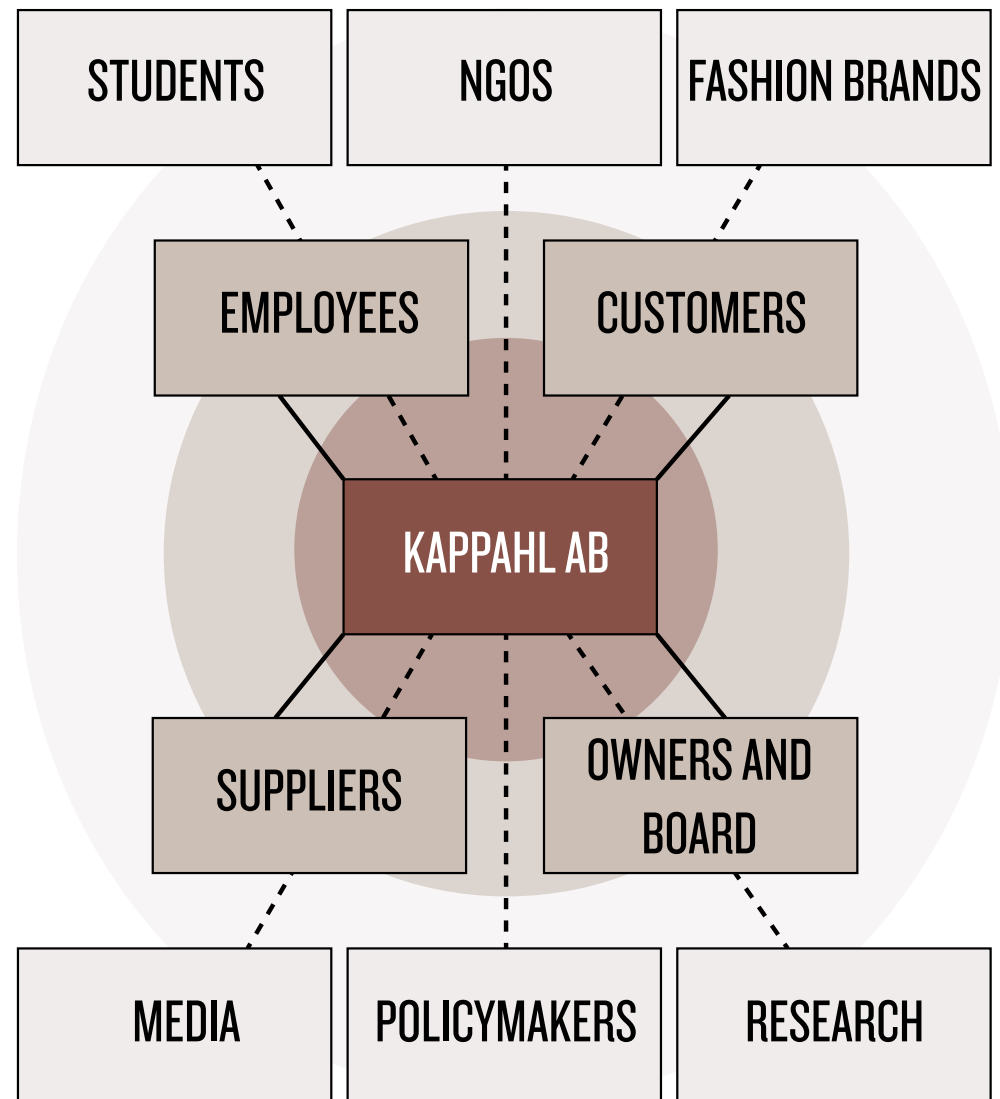 STUDENTS
NGOS
FASHION BRANDS
EMPLOYEES
CUSTOMERS
KAPPAHL AB
SUPPLIERS
OWNERS AND
BOARD
MEDIA
POLICYMAKERS
RESEARCH